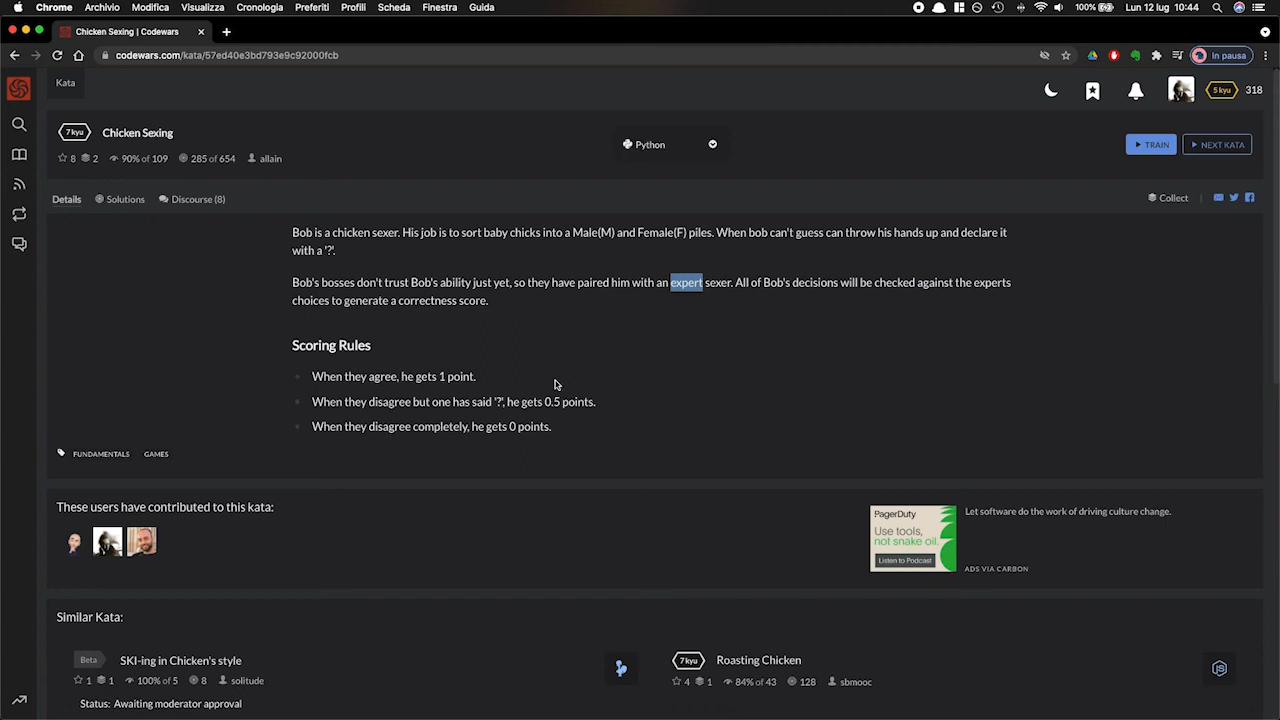 Chrome Archivio Modifica Visualizza Cronologia Preferiti Profili Scheda Finestra Guida 100% Lun 12 lug 10:44
Chicken Sexing | Codewars
codewars.com/kata/57ed40e3bd793e9c92000fcb In pausa
Kata
5 kyu 318
7 kyu Chicken Sexing
Python
TRAIN NEXT KATA
8 2 90% of 109 285 of 654 allain
Details Solutions Discourse (8) Collect
Bob is a chicken sexer. His job is to sort baby chicks into a Male(M) and Female(F) piles. When bob can't guess can throw his hands up and declare it
with a '?'.
Bob's bosses don't trust Bob's ability just yet, so they have paired him with an expert sexer. All of Bob's decisions will be checked against the experts
choices to generate a correctness score.
Scoring Rules
When they agree, he gets 1 point.
When they disagree but one has said '?', he gets 0.5 points.
When they disagree completely, he gets 0 points.
FUNDAMENTALS GAMES
These users have contributed to this kata:
PagerDuty
Use tools,
not snake oil.
Listen to Podcast
Let software do the work of driving culture change.
ADS VIA CARBON
Similar Kata:
Beta SKI-ing in Chicken's style
1 1 100% of 5 8 solitude
Status: Awaiting moderator approval
7 kyu Roasting Chicken
4 1 84% of 43 128 sbmooc
JS